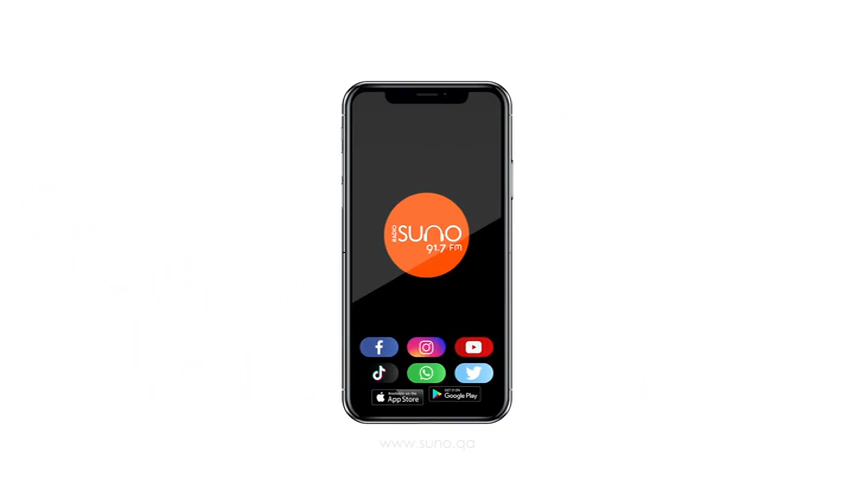 RADIO
SUNO
91.7 FM
Available on the
App Store
GET IT ON
Google Play
www.suno.qa